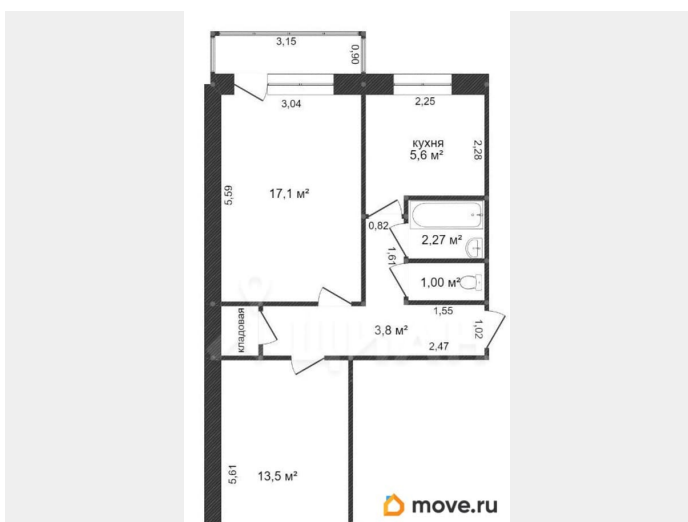 3,15
0,90
3,04
2,25
кухня
5,6 м²
2,28
5,59
17,1 м²
0,82
2,27 м²
1,61
1,00 м²
кладовая
1,55
3,8 м²
1,02
2,47
5,61
13,5 м²
move.ru